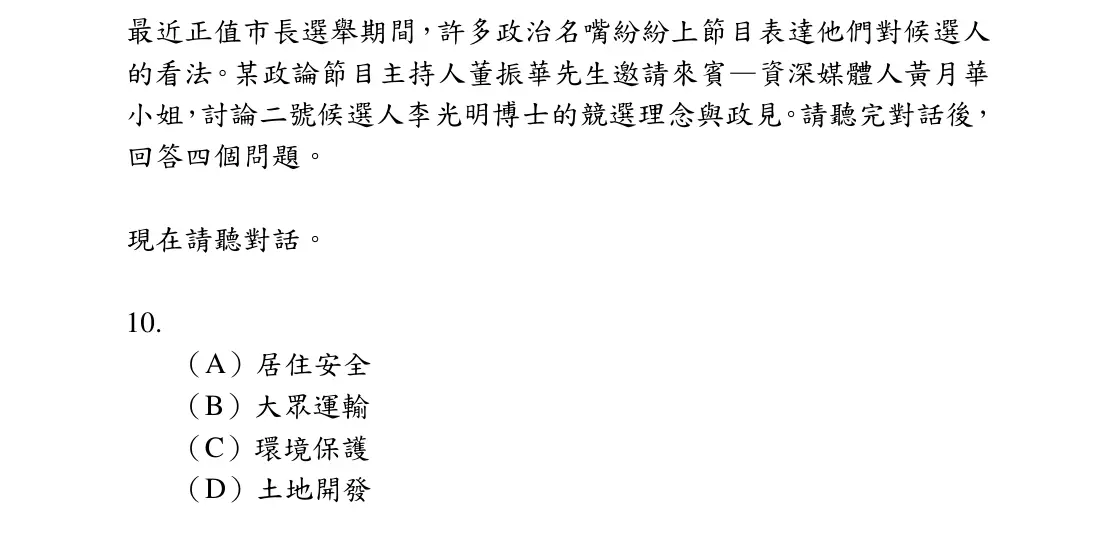 最近正值市長選舉期間，許多政治名嘴紛紛上節目表達他們對候選人
的看法。某政論節目主持人董振華先生邀請來賓—資深媒體人黃月華
小姐，討論二號候選人李光明博士的競選理念與政見。請聽完對話後，
回答四個問題。
現在請聽對話。
10.
（A）居住安全
（B）大眾運輸
（C）環境保護
（D）土地開發